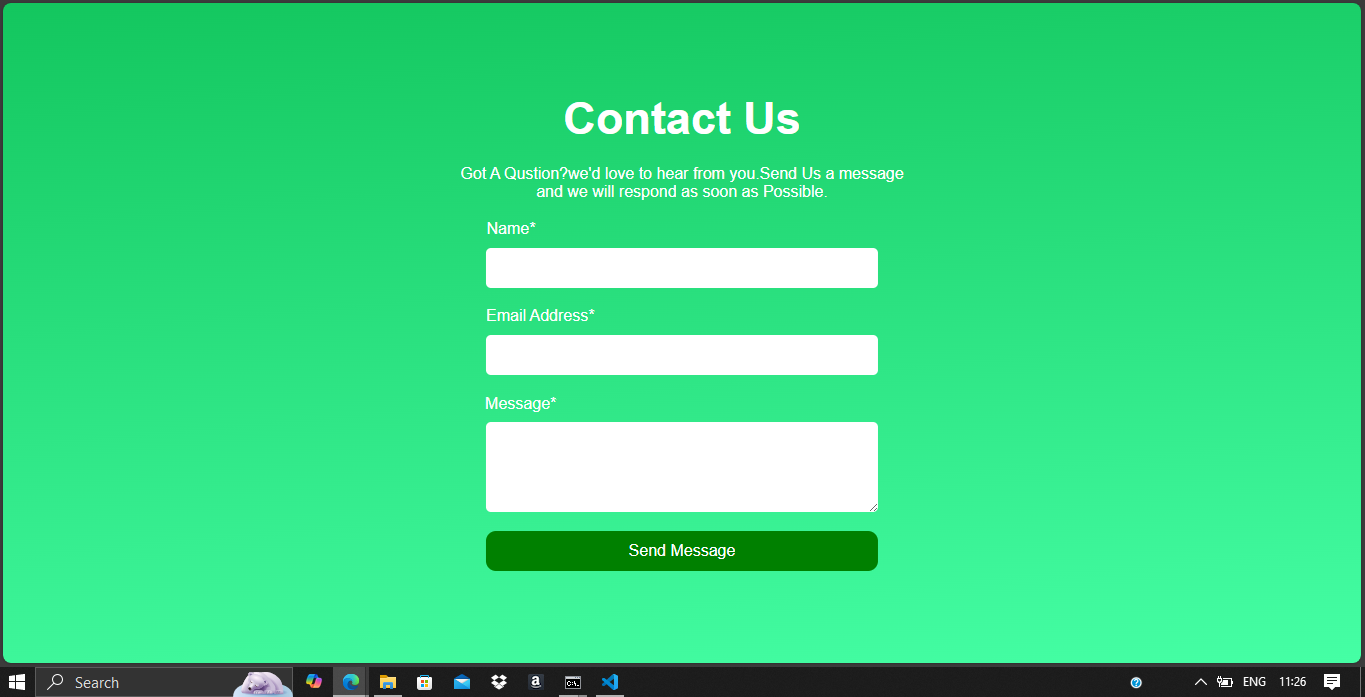 Contact Us
Got A Qustion?we'd love to hear from you.Send Us a message
and we will respond as soon as Possible.
Name*
Email Address*
Message*
Send Message
Search
ENG
11:26